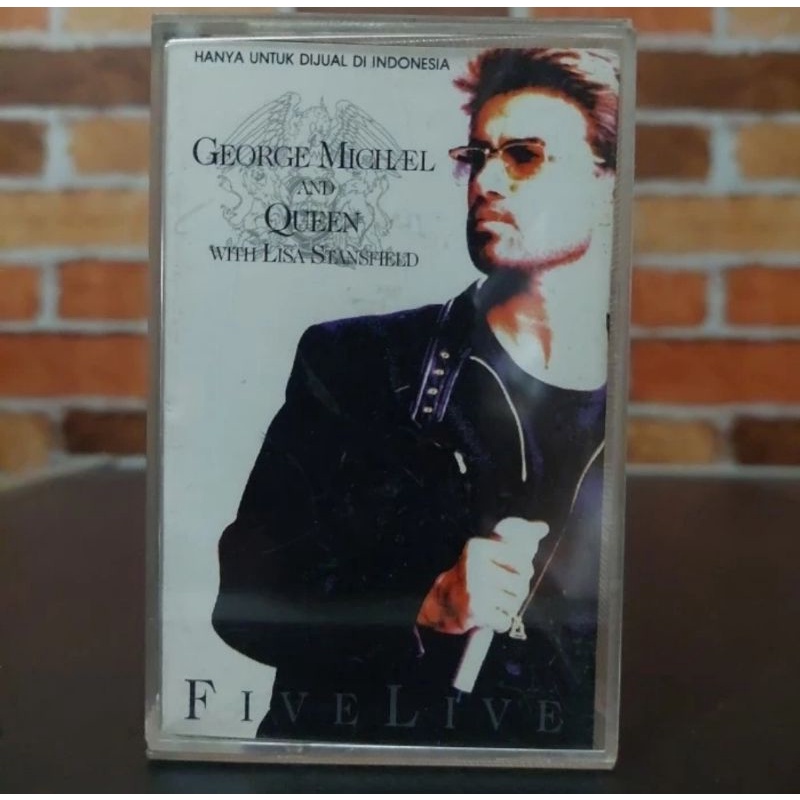 HANYA UNTUK DIJUAL DI INDONESIA
GEORGE MICHÆL
AND
QUEEN
WITH LISA STANSFIELD
FIVE LIVE